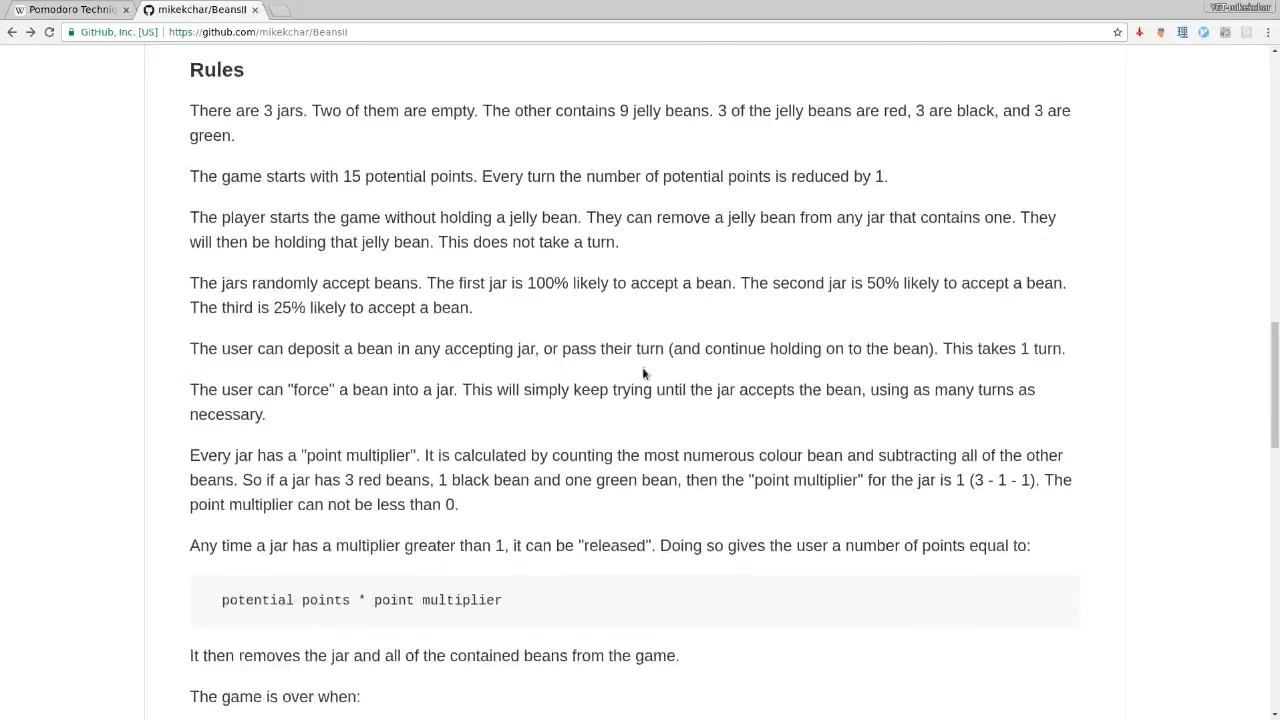 Pomodoro Techniq
mikekchar/BeansII
YCT-mikekchar
GitHub, Inc. [US] https://github.com/mikekchar/BeansII
Rules
There are 3 jars. Two of them are empty. The other contains 9 jelly beans. 3 of the jelly beans are red, 3 are black, and 3 are
green.
The game starts with 15 potential points. Every turn the number of potential points is reduced by 1.
The player starts the game without holding a jelly bean. They can remove a jelly bean from any jar that contains one. They
will then be holding that jelly bean. This does not take a turn.
The jars randomly accept beans. The first jar is 100% likely to accept a bean. The second jar is 50% likely to accept a bean.
The third is 25% likely to accept a bean.
The user can deposit a bean in any accepting jar, or pass their turn (and continue holding on to the bean). This takes 1 turn.
The user can "force" a bean into a jar. This will simply keep trying until the jar accepts the bean, using as many turns as
necessary.
Every jar has a "point multiplier". It is calculated by counting the most numerous colour bean and subtracting all of the other
beans. So if a jar has 3 red beans, 1 black bean and one green bean, then the "point multiplier" for the jar is 1 (3 - 1 - 1). The
point multiplier can not be less than 0.
Any time a jar has a multiplier greater than 1, it can be "released". Doing so gives the user a number of points equal to:
potential points * point multiplier
It then removes the jar and all of the contained beans from the game.
The game is over when: